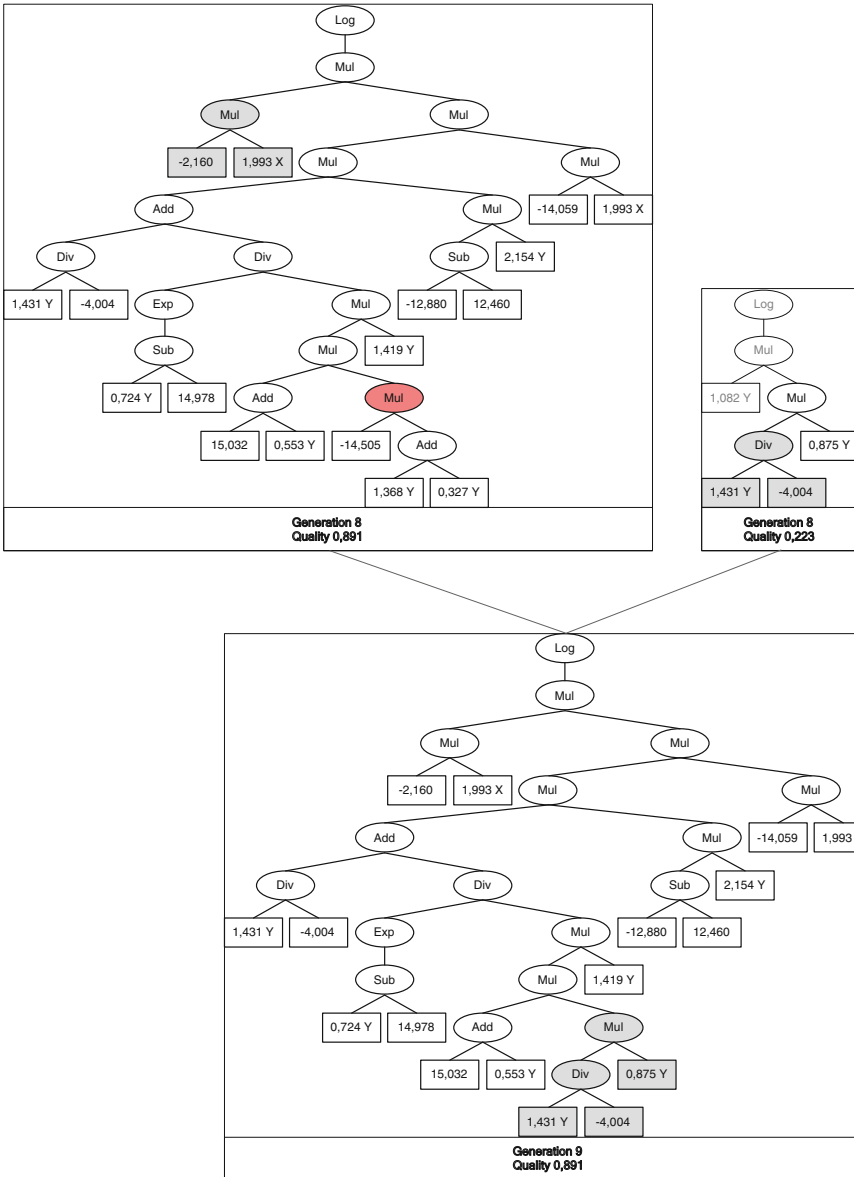 Log
Mul
Mul Mul
-2,160 1,993 X Mul Mul
Add Mul -14,059 1,993 X
Div Div Sub 2,154 Y
1,431 Y -4,004 Exp Mul -12,880 12,460
Sub Mul 1,419 Y
0,724 Y 14,978 Add Mul
15,032 0,553 Y -14,505 Add
1,368 Y 0,327 Y
Generation 8
Quality 0,891
Log
Mul
1,082 Y Mul
Div 0,875 Y
1,431 Y -4,004
Generation 8
Quality 0,223
Log
Mul
Mul Mul
-2,160 1,993 X Mul Mul
Add Mul -14,059 1,993
Div Div Sub 2,154 Y
1,431 Y -4,004 Exp Mul -12,880 12,460
Sub Mul 1,419 Y
0,724 Y 14,978 Add Mul
15,032 0,553 Y Div 0,875 Y
1,431 Y -4,004
Generation 9
Quality 0,891